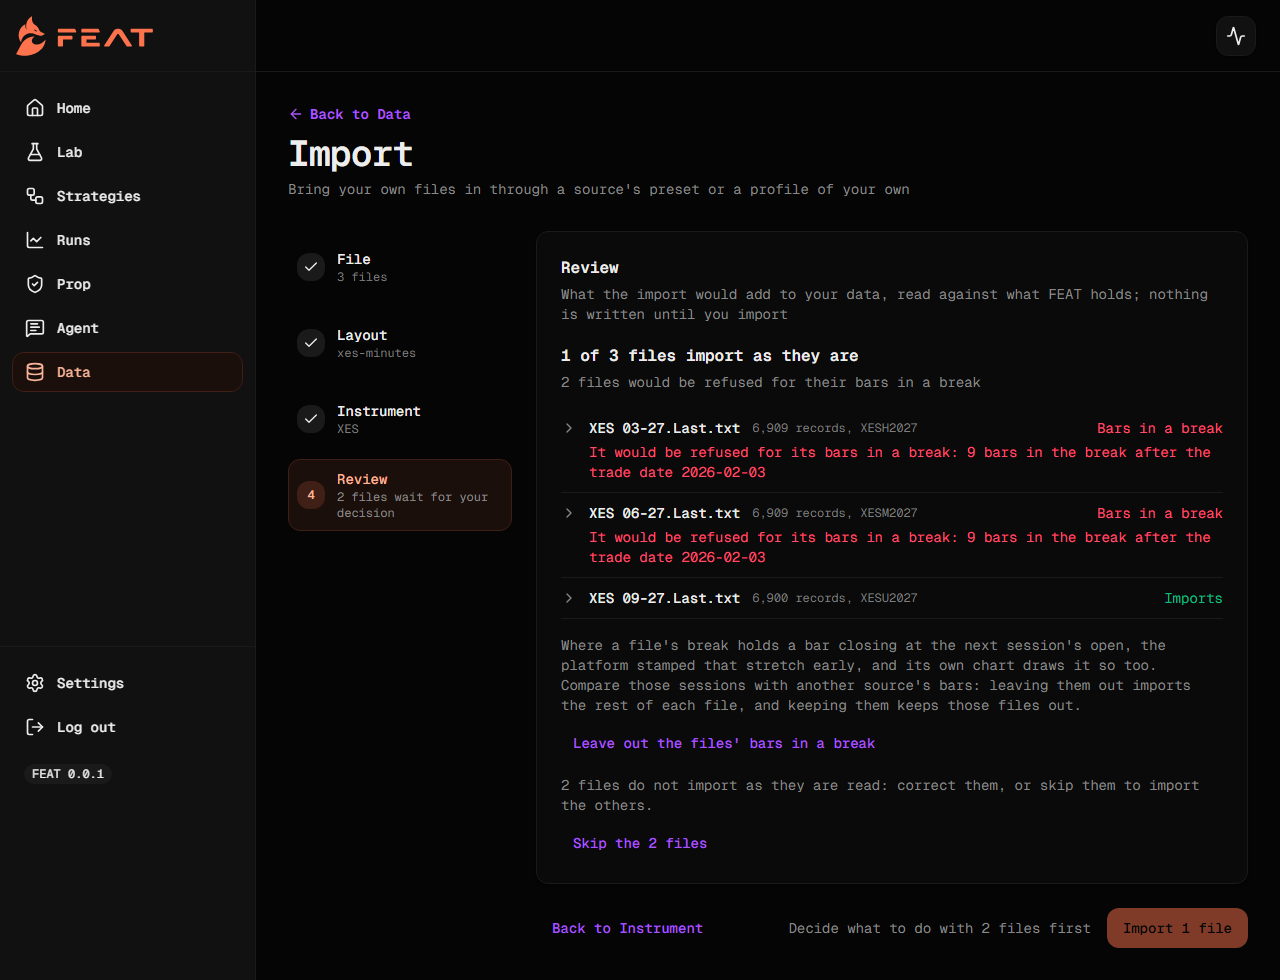 FEAT
Home
Lab
Strategies
Runs
Prop
Agent
Data
Settings
Log out
FEAT 0.0.1
Back to Data
Import
Bring your own files in through a source's preset or a profile of your own
File
3 files
Layout
xes-minutes
Instrument
XES
4
Review
2 files wait for your
decision
Review
What the import would add to your data, read against what FEAT holds; nothing
is written until you import
1 of 3 files import as they are
2 files would be refused for their bars in a break
XES 03-27.Last.txt 6,909 records, XESH2027 Bars in a break
It would be refused for its bars in a break: 9 bars in the break after the
trade date 2026-02-03
XES 06-27.Last.txt 6,909 records, XESM2027 Bars in a break
It would be refused for its bars in a break: 9 bars in the break after the
trade date 2026-02-03
XES 09-27.Last.txt 6,900 records, XESU2027 Imports
Where a file's break holds a bar closing at the next session's open, the
platform stamped that stretch early, and its own chart draws it so too.
Compare those sessions with another source's bars: leaving them out imports
the rest of each file, and keeping them keeps those files out.
Leave out the files' bars in a break
2 files do not import as they are read: correct them, or skip them to import
the others.
Skip the 2 files
Back to Instrument
Decide what to do with 2 files first
Import 1 file